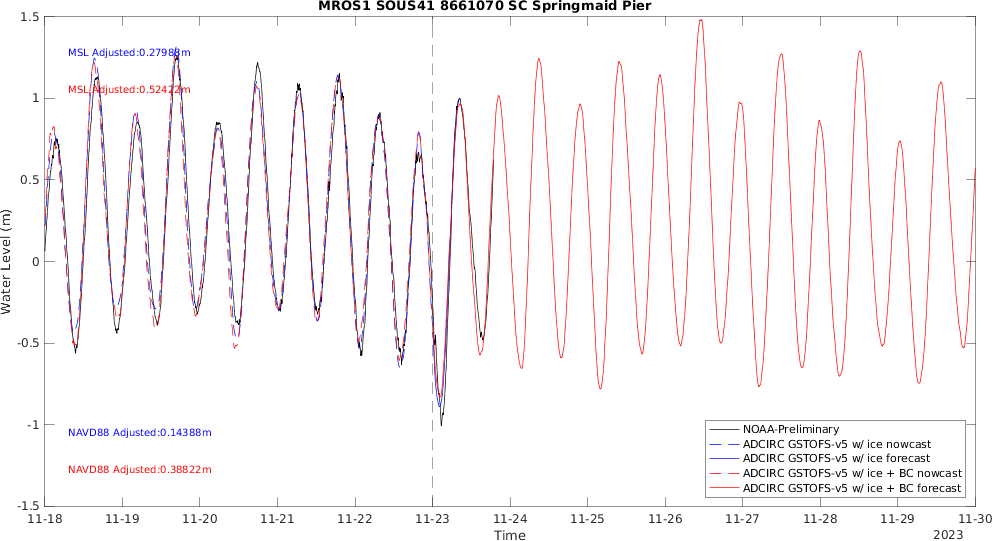 MROS1 SOUS41 8661070 SC Springmaid Pier
1.5
1
0.5
0
-0.5
-1
-1.5
Water Level (m)
MSL Adjusted:0.27983m
MSL Adjusted:0.52422m
NAVD88 Adjusted:0.14388m
NAVD88 Adjusted:0.38822m
NOAA-Preliminary
ADCIRC GSTOFS-v5 w/ ice nowcast
ADCIRC GSTOFS-v5 w/ ice forecast
ADCIRC GSTOFS-v5 w/ ice + BC nowcast
ADCIRC GSTOFS-v5 w/ ice + BC forecast
11-18 11-19 11-20 11-21 11-22 11-23 11-24 11-25 11-26 11-27 11-28 11-29 11-30
Time
2023